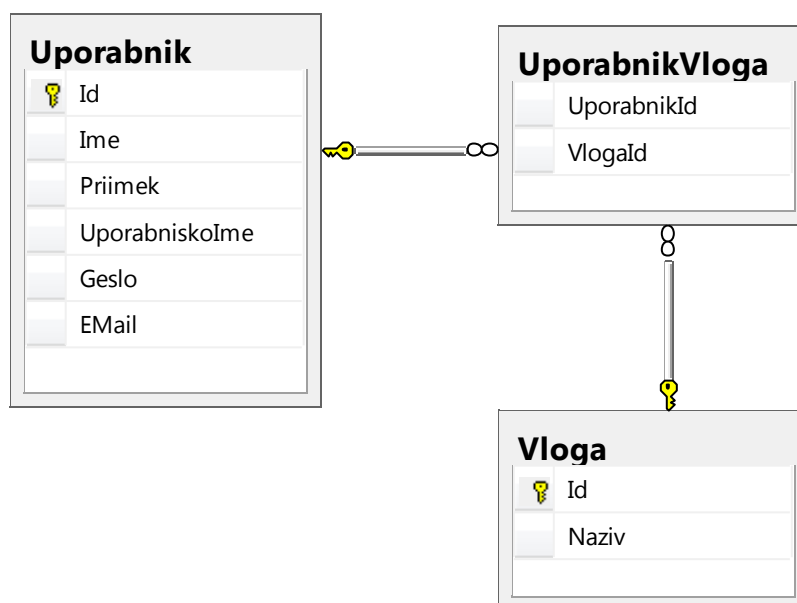 Uporabnik
Id
Ime
Priimek
UporabniskoIme
Geslo
EMail
UporabnikVloga
UporabnikId
VlogaId
Vloga
Id
Naziv